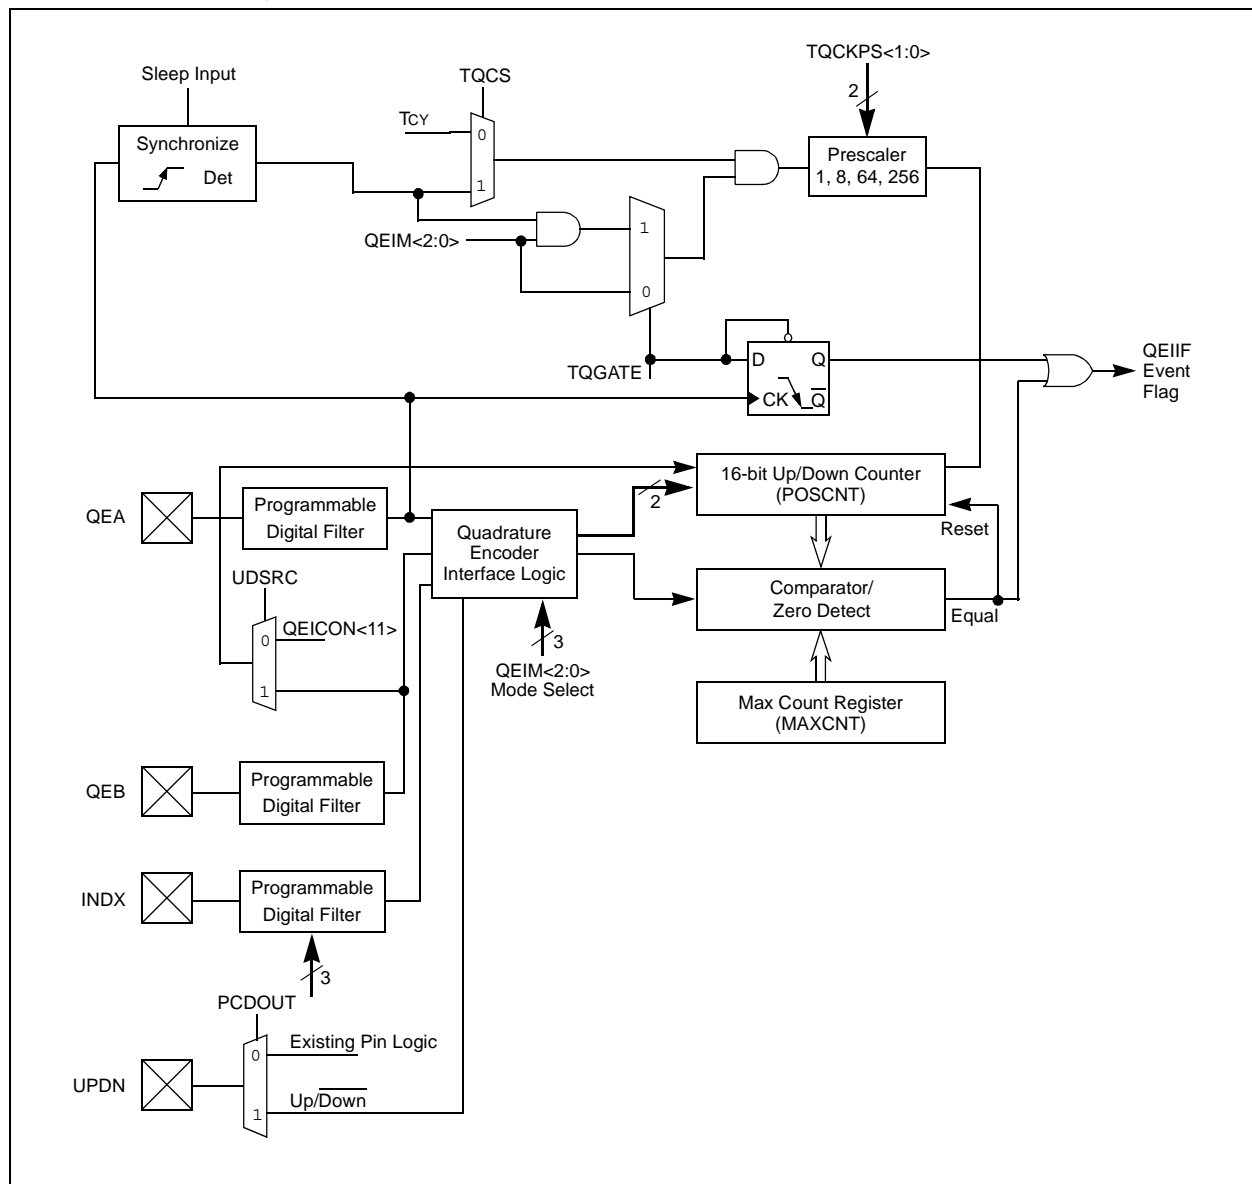 TQCKPS<1:0>
Sleep Input
TQCS
2
TCY
0
Synchronize
Det
Prescaler
1, 8, 64, 256
1
1
QEIM<2:0>
0
QEIIF
Event
Flag
D
Q
TQGATE
CK
Q
16-bit Up/Down Counter
(POSCNT)
2
QEA
Programmable
Digital Filter
Quadrature
Encoder
Interface Logic
Reset
UDSRC
Comparator/
Zero Detect
Equal
0
QEICON<11>
3
QEIM<2:0>
Mode Select
1
Max Count Register
(MAXCNT)
QEB
Programmable
Digital Filter
INDX
Programmable
Digital Filter
3
PCDOUT
Existing Pin Logic
0
UPDN
Up/Down
1